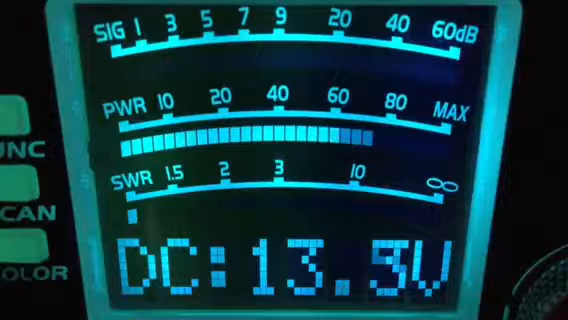 SIG 1 3 5 7 9 20 40 60dB
PWR 10 20 40 60 80 MAX
UNC
SWR 1.5 2 3 10 ∞
CAN
DC:13.3V
OLOR